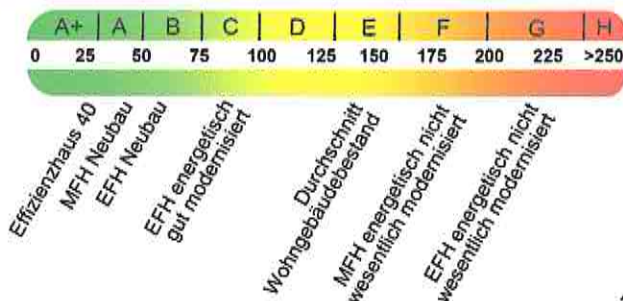 A+ A B C D E F G H
0 25 50 75 100 125 150 175 200 225 >250
Effizienzhaus 40
MFH Neubau
EFH Neubau
EFH energetisch
gut modernisiert
Durchschnitt
Wohngebäudebestand
MFH energetisch nicht
wesentlich modernisiert
EFH energetisch nicht
wesentlich modernisiert